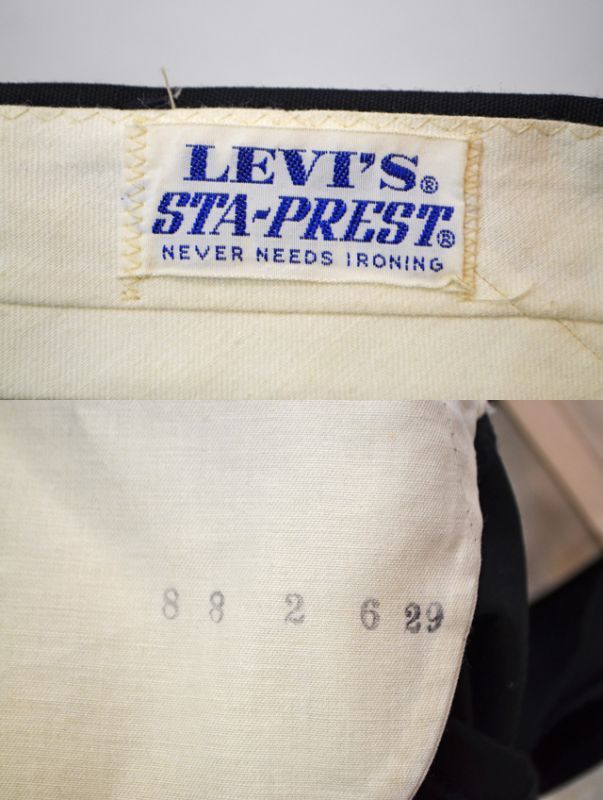 LEVI'S®
STA-PREST®
NEVER NEEDS IRONING
8 8 2 6 29